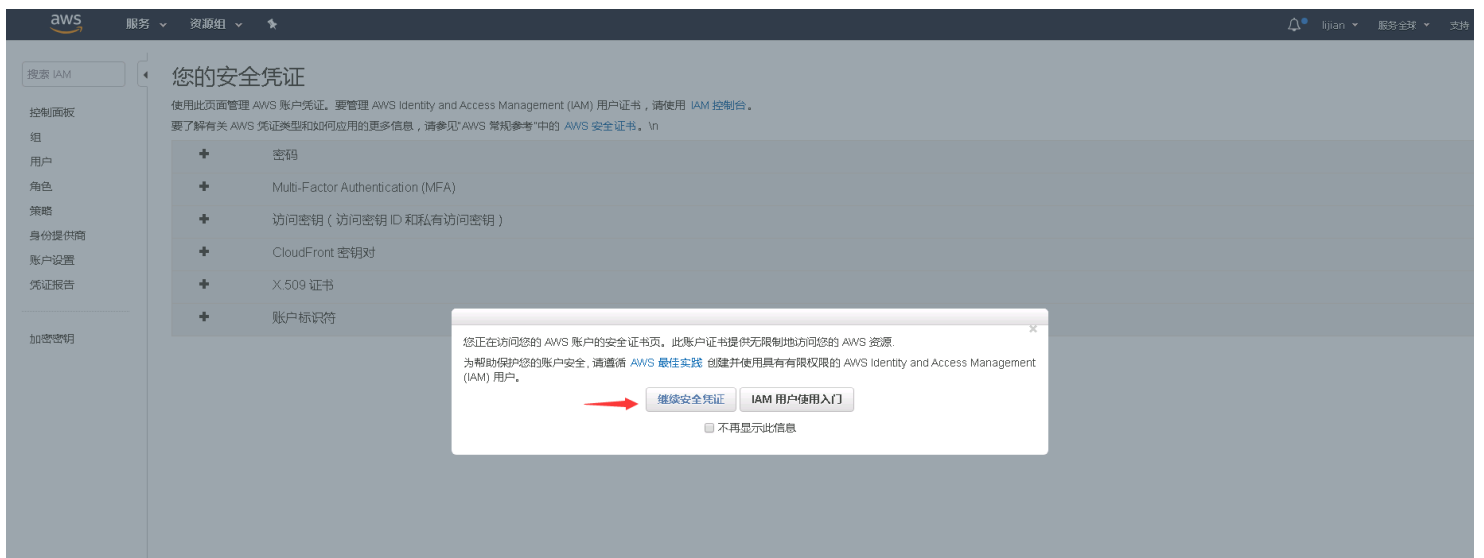 aws 服务 资源组 lijian 服务全球 支持
搜索 IAM
控制面板
组
用户
角色
策略
身份提供商
账户设置
凭证报告
加密密钥
您的安全凭证
使用此页面管理 AWS 账户凭证。要管理 AWS Identity and Access Management (IAM) 用户证书，请使用 IAM 控制台。
要了解有关 AWS 凭证类型和如何应用的更多信息，请参见"AWS 常规参考"中的 AWS 安全证书。\n
密码
Multi-Factor Authentication (MFA)
访问密钥（访问密钥 ID 和私有访问密钥）
CloudFront 密钥对
X.509 证书
账户标识符
您正在访问您的 AWS 账户的安全证书页。此账户证书提供无限制地访问您的 AWS 资源.
为帮助保护您的账户安全, 请遵循 AWS 最佳实践 创建并使用具有有限权限的 AWS Identity and Access Management
(IAM) 用户。
继续安全凭证 IAM 用户使用入门
不再显示此信息